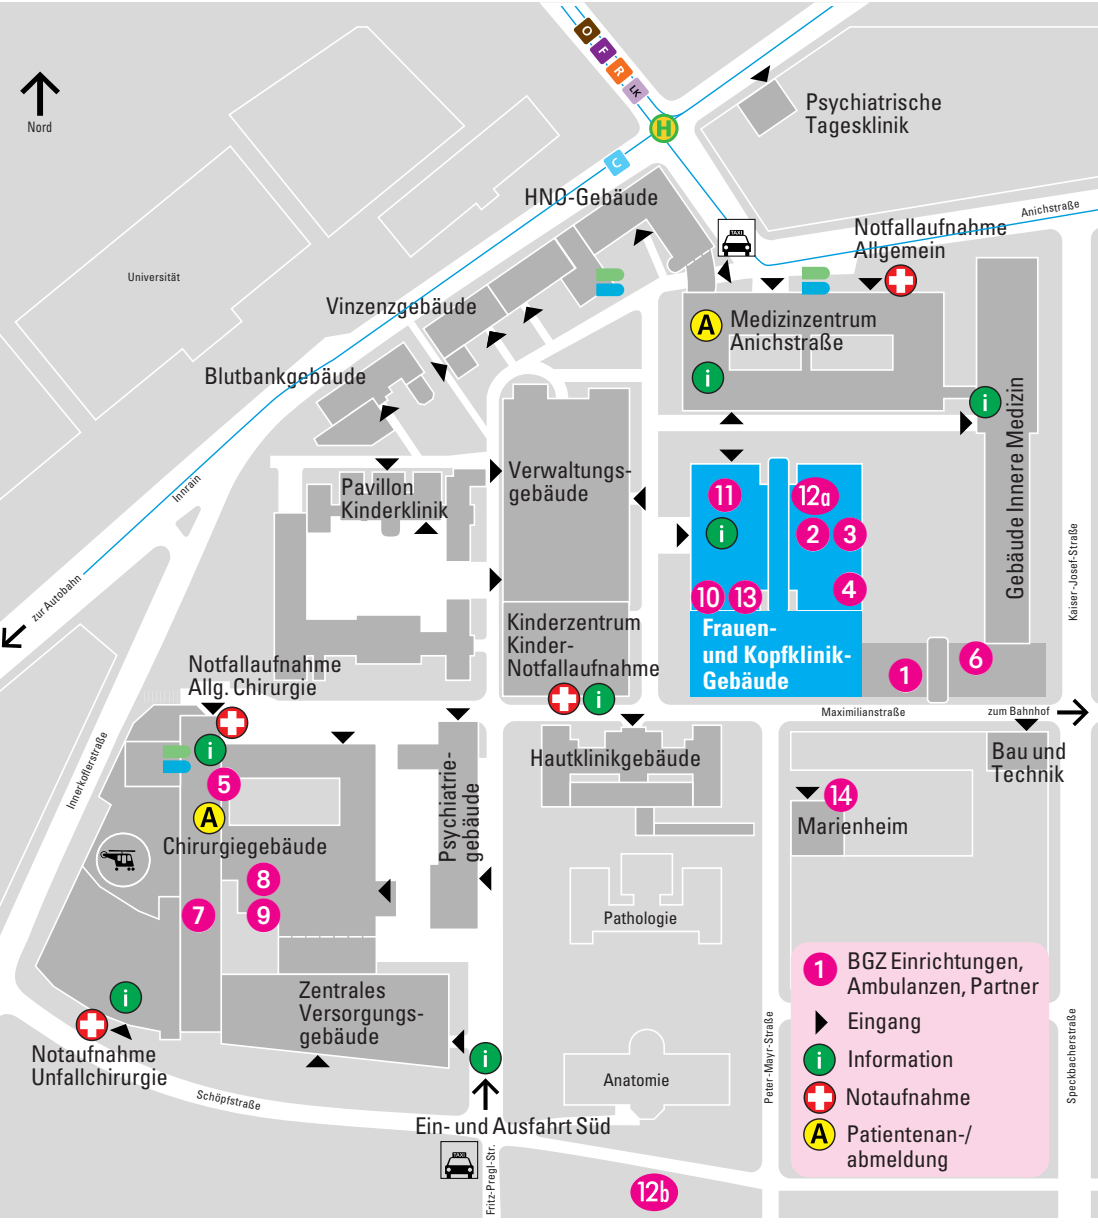 O
F
R
LK
H
C
Nord
Psychiatrische
Tagesklinik
HNO-Gebäude
Anichstraße
TAXI
Notfallaufnahme
Allgemein
Universität
Vinzenzgebäude
A
Medizinzentrum
Anichstraße
i
Blutbankgebäude
i
Gebäude Innere Medizin
Innrain
Pavillon
Kinderklinik
Verwaltungs-
gebäude
11
12a
i
2
3
10
13
4
zur Autobahn
Kaiser-Josef-Straße
Kinderzentrum
Kinder-
Notfallaufnahme
i
Frauen-
und Kopfklinik-
Gebäude
1
6
Notfallaufnahme
Allg. Chirurgie
Maximilianstraße
zum Bahnhof
i
5
A
Chirurgiegebäude
Innerkoflerstraße
8
7
9
Psychiatrie-
gebäude
Hautklinikgebäude
Bau und
Technik
14
Marienheim
Pathologie
i
Notaufnahme
Unfallchirurgie
Zentrales
Versorgungs-
gebäude
i
Schöpfstraße
Anatomie
Ein- und Ausfahrt Süd
TAXI
Fritz-Pregl-Str.
12b
Peter-Mayr-Straße
Speckbacherstraße
1
BGZ Einrichtungen,
Ambulanzen, Partner
Eingang
i
Information
Notaufnahme
A
Patientenan-/
abmeldung